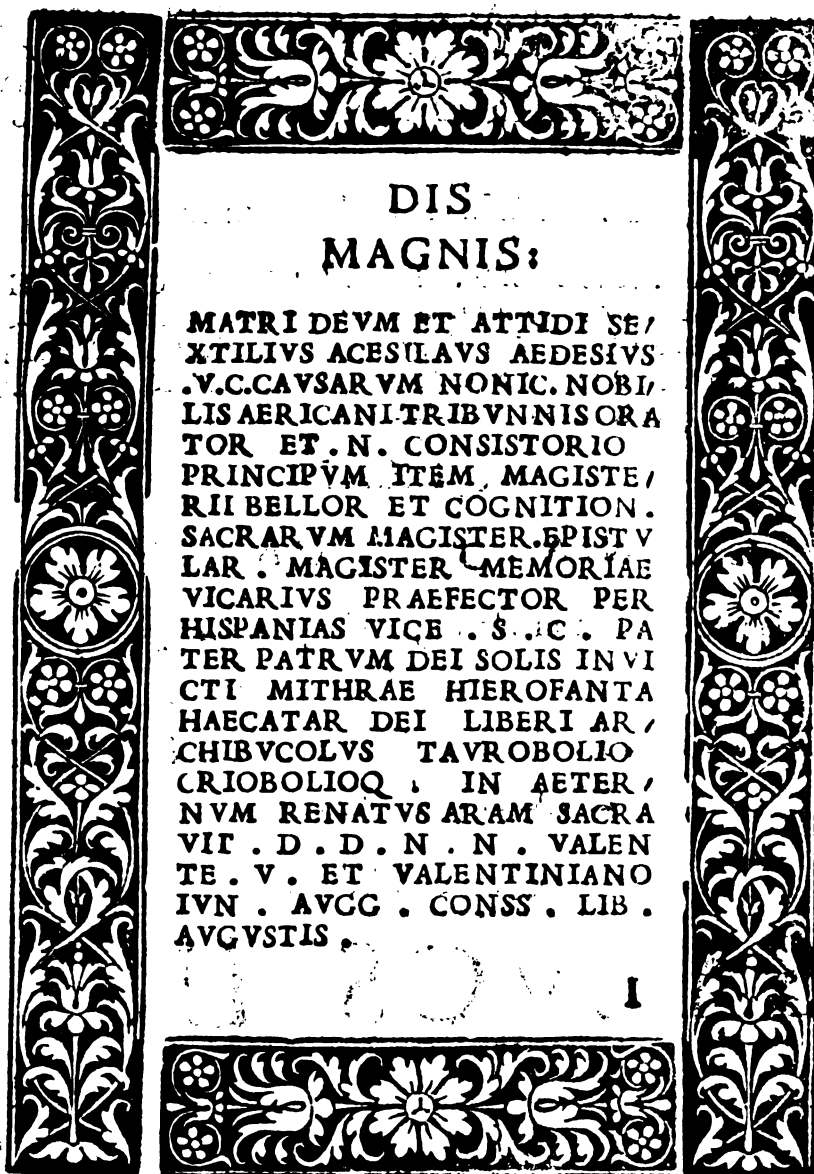 DIS
MAGNIS:
MATRI DEVM ET ATTIDI SE/
XTILIVS ACESILAVS AEDESIVS
.V.C.CAVSARVM NONIC. NOBI/
LIS AERICANI TRIBVNNIS ORA
TOR ET . N . CONSISTORIO
PRINCIPVM ITEM MAGISTE/
RII BELLOR ET COGNITION .
SACRARVM MAGISTER.EPISTV
LAR . MAGISTER MEMORIAE
VICARIVS PRAEFECTOR PER
HISPANIAS VICE . S . C . PA
TER PATRVM DEI SOLIS INVI
CTI MITHRAE HIEROFANTA
HAECATAR DEI LIBERI AR/
CHIBVCOLVS TAVROBOLIO
CRIOBOLIOQ . IN AETER/
NVM RENATVS ARAM SACRA
VIT . D . D . N . N . VALEN
TE . V . ET VALENTINIANO
IVN . AVGG . CONSS . LIB .
AVGVSTIS .
I